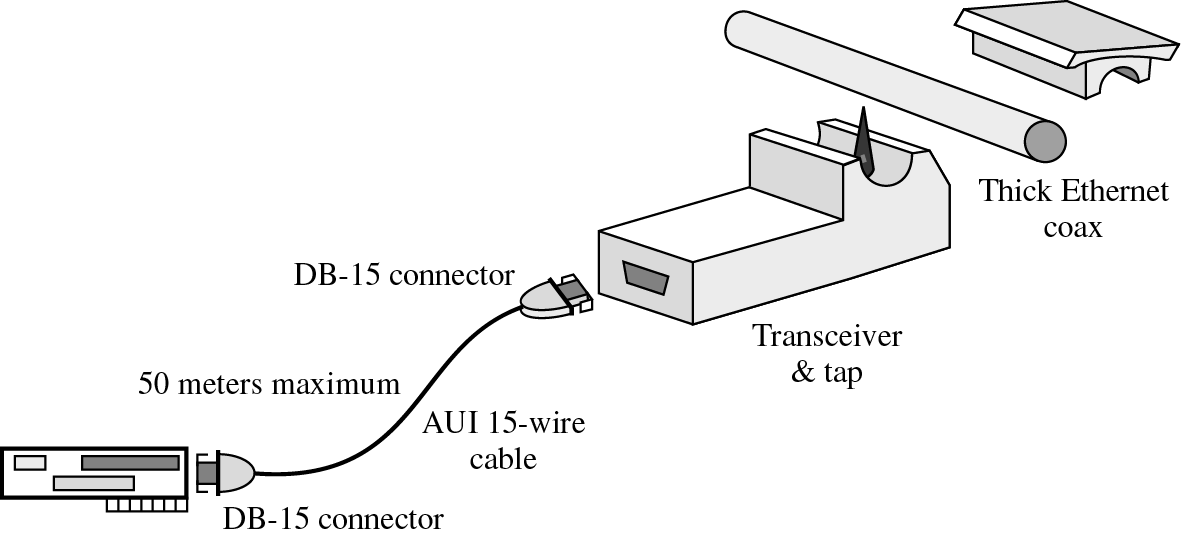 Thick Ethernet
coax
DB-15 connector
Transceiver
& tap
50 meters maximum
AUI 15-wire
cable
DB-15 connector